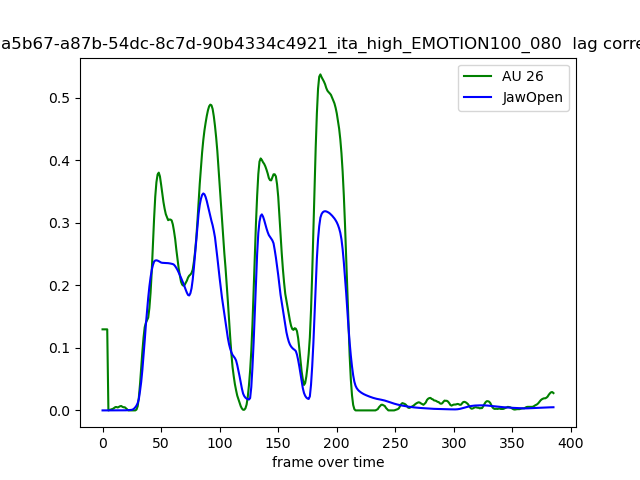 a5b67-a87b-54dc-8c7d-90b4334c4921_ita_high_EMOTION100_080 lag corre
AU 26
JawOpen
0.5
0.4
0.3
0.2
0.1
0.0
0 50 100 150 200 250 300 350 400
frame over time